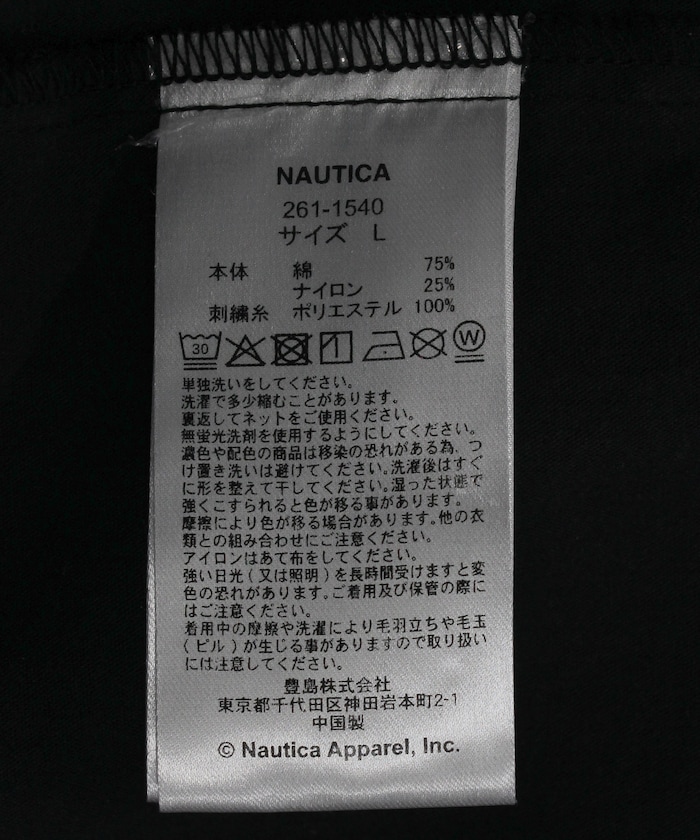 NAUTICA
261-1540
サイズ L
本体 綿 75%
ナイロン 25%
刺繍糸 ポリエステル 100%
30 W
単独洗いをしてください。
洗濯で多少縮むことがあります。
裏返してネットをご使用ください。
無蛍光洗剤を使用するようにしてください。
濃色や配色の商品は移染の恐れがある為、つ
け置き洗いは避けてください。洗濯後はすぐ
に形を整えて干してください。湿った状態で
強くこすられると色が移る事があります。
摩擦により色が移る場合があります。他の衣
類との組み合わせにご注意ください。
アイロンはあて布をしてください。
強い日光(又は照明)を長時間受けますと変
色の恐れがあります。ご着用及び保管の際に
はご注意ください。
着用中の摩擦や洗濯により毛羽立ちや毛玉
(ピル)が生じる事がありますので取り扱い
には注意してください。
豊島株式会社
東京都千代田区神田岩本町2-1
中国製
© Nautica Apparel, Inc.